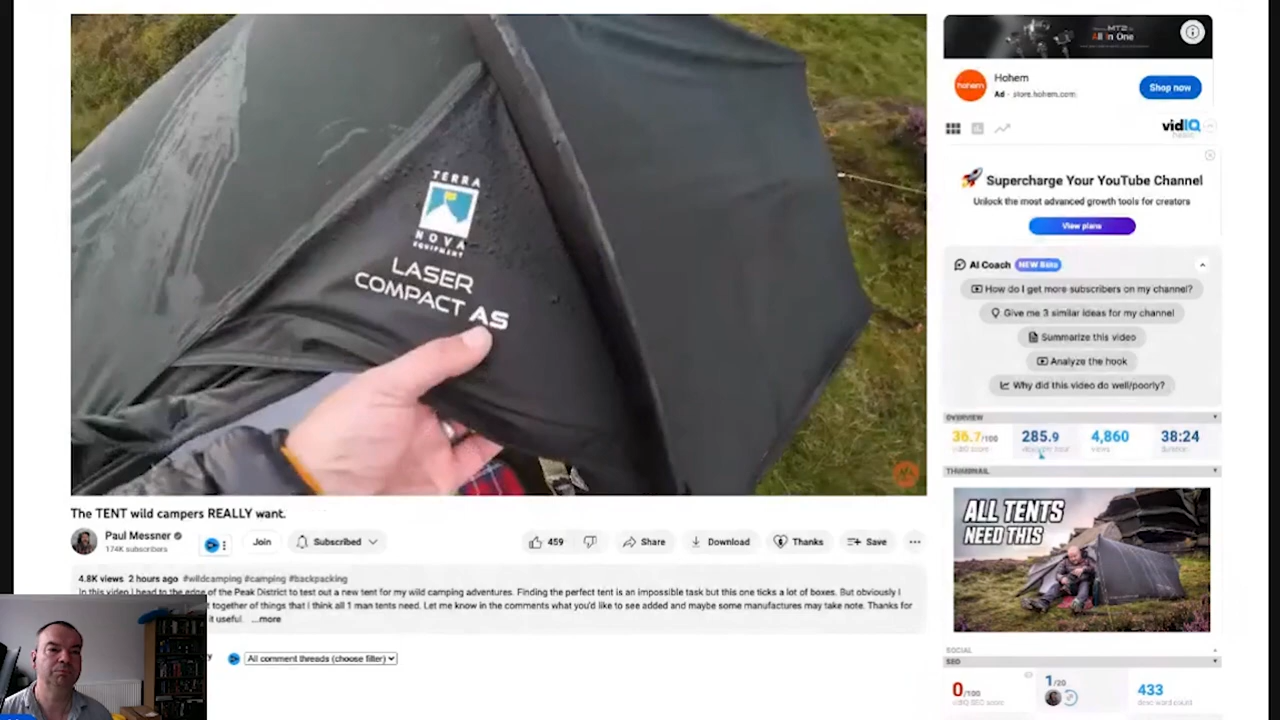 TERRA
NOVA
EQUIPMENT
LASER
COMPACT AS
The TENT wild campers REALLY want.
Paul Messner
174K subscribers
Join
Subscribed
459
Share
Download
Thanks
Save
4.8K views 2 hours ago #wildcamping #camping #backpacking
In this video I head to the edge of the Peak District to test out a new tent for my wild camping adventures. Finding the perfect tent is an impossible task but this one ticks a lot of boxes. But obviously I
t together of things that I think all 1 man tents need. Let me know in the comments what you'd like to see added and maybe some manufactures may take note. Thanks for
it useful. ...more
All comment threads (choose filter)
MT2
All In One
hohem
Hohem
Ad · store.hohem.com
Shop now
vidIQ
Supercharge Your YouTube Channel
Unlock the most advanced growth tools for creators
View plans
AI Coach NEW Beta
How do I get more subscribers on my channel?
Give me 3 similar ideas for my channel
Summarize this video
Analyze the hook
Why did this video do well/poorly?
OVERVIEW
36.7/100
285.9
4,860
38:24
vidIQ score
views
THUMBNAIL
ALL TENTS
NEED THIS
SOCIAL
SEO
0/100
1/20
433
vidIQ SEO score
desc word count